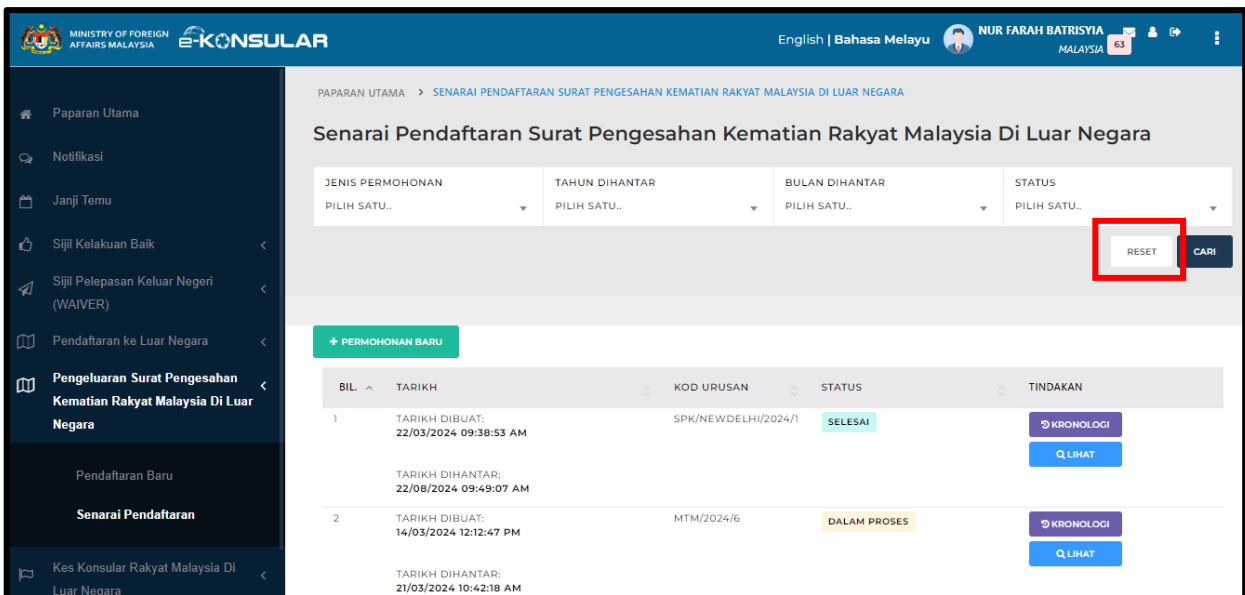 MINISTRY OF FOREIGN
AFFAIRS MALAYSIA
e-KONSULAR
English | Bahasa Melayu
NUR FARAH BATRISYIA
MALAYSIA
63
Paparan Utama
Notifikasi
Janji Temu
Sijil Kelakuan Baik
Sijil Pelepasan Keluar Negeri
(WAIVER)
Pendaftaran ke Luar Negara
Pengeluaran Surat Pengesahan
Kematian Rakyat Malaysia Di Luar
Negara
Pendaftaran Baru
Senarai Pendaftaran
Kes Konsular Rakyat Malaysia Di
Luar Negara
PAPARAN UTAMA > SENARAI PENDAFTARAN SURAT PENGESAHAN KEMATIAN RAKYAT MALAYSIA DI LUAR NEGARA
Senarai Pendaftaran Surat Pengesahan Kematian Rakyat Malaysia Di Luar Negara
JENIS PERMOHONAN TAHUN DIHANTAR BULAN DIHANTAR STATUS
PILIH SATU.. PILIH SATU.. PILIH SATU.. PILIH SATU..
RESET CARI
+ PERMOHONAN BARU
BIL. TARIKH KOD URUSAN STATUS TINDAKAN
1 TARIKH DIBUAT: SPK/NEWDELHI/2024/1 SELESAI KRONOLOGI
22/03/2024 09:38:53 AM
LIHAT
TARIKH DIHANTAR:
22/08/2024 09:49:07 AM
2 TARIKH DIBUAT: MTM/2024/6 DALAM PROSES KRONOLOGI
14/03/2024 12:12:47 PM
LIHAT
TARIKH DIHANTAR:
21/03/2024 10:42:18 AM